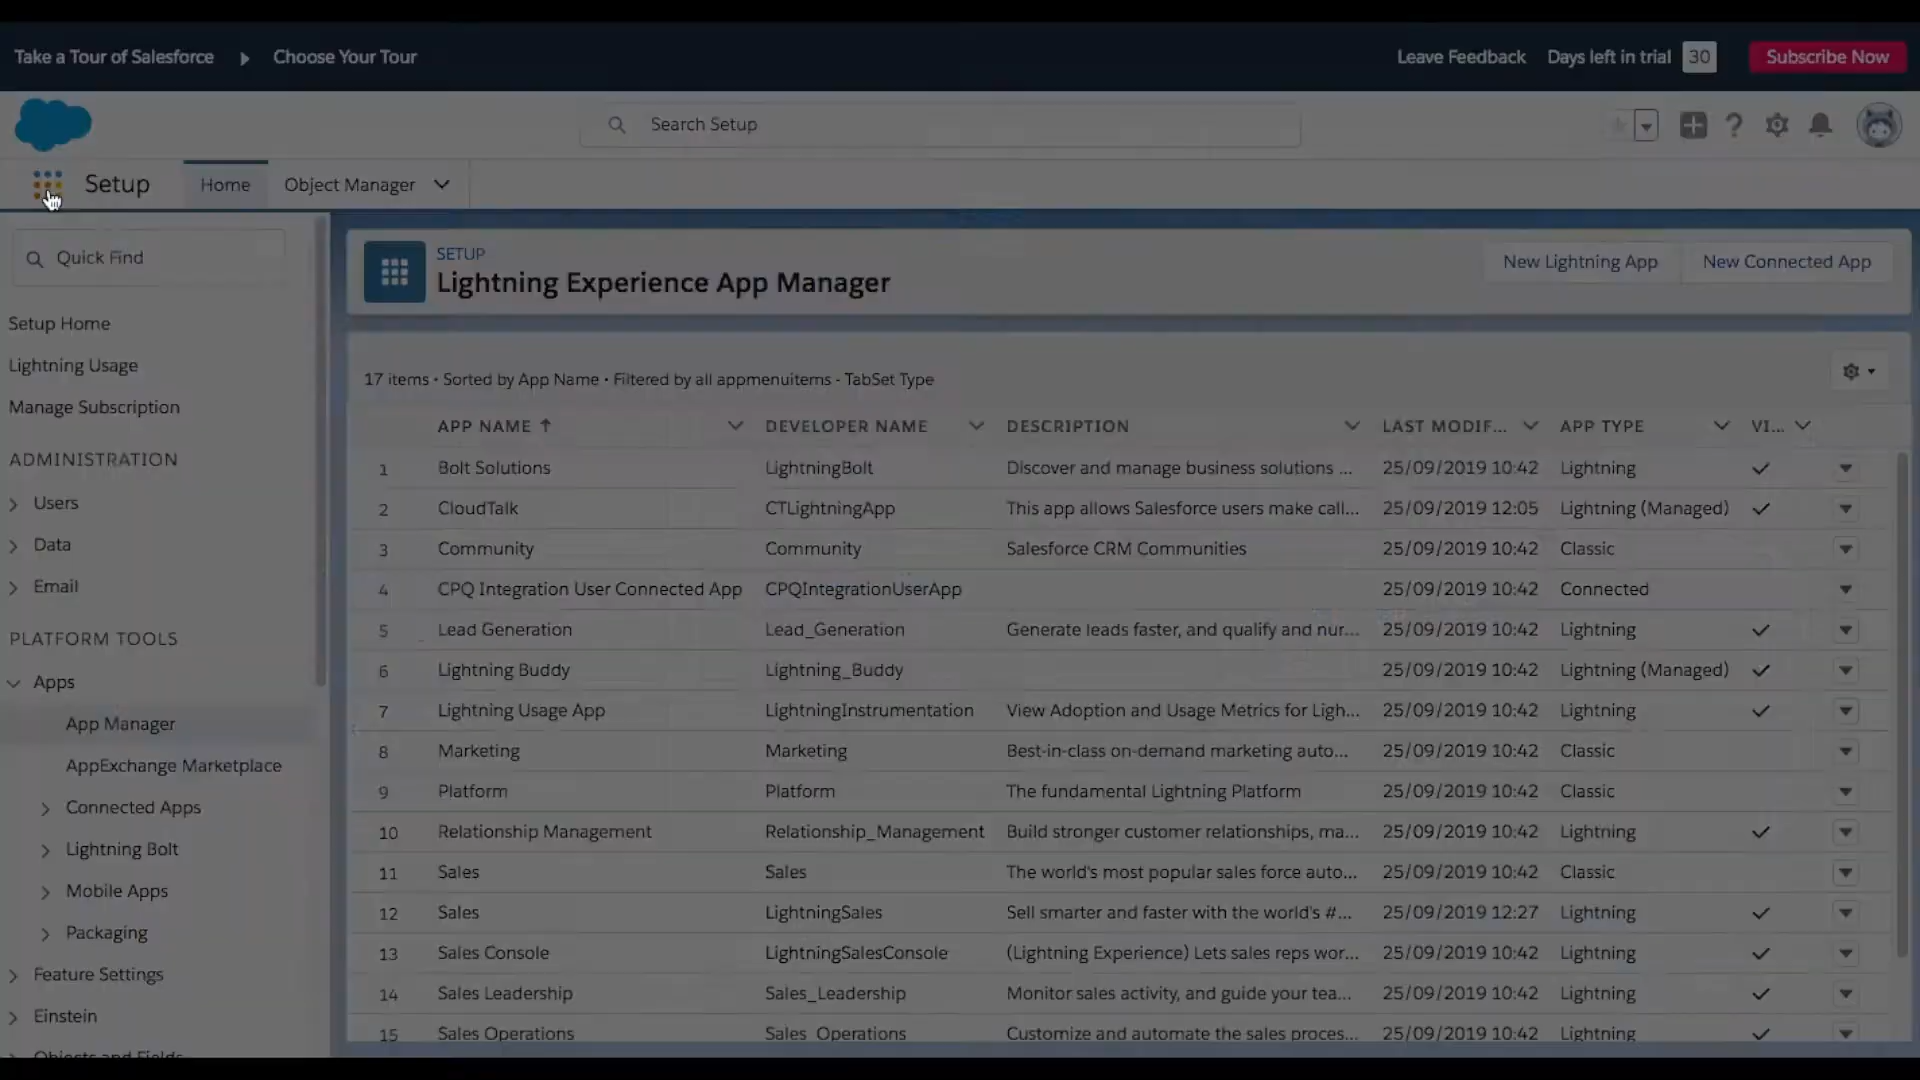 Take a Tour of Salesforce Choose Your Tour Leave Feedback Days left in trial 30 Subscribe Now
Search Setup
Setup Home Object Manager
Quick Find
Setup Home
Lightning Usage
Manage Subscription
ADMINISTRATION
Users
Data
Email
PLATFORM TOOLS
Apps
App Manager
AppExchange Marketplace
Connected Apps
Lightning Bolt
Mobile Apps
Packaging
Feature Settings
Einstein
Objects and Fields
SETUP
Lightning Experience App Manager
New Lightning App New Connected App
17 items • Sorted by App Name • Filtered by all appmenuitems - TabSet Type
APP NAME ↑ DEVELOPER NAME DESCRIPTION LAST MODIF... APP TYPE VI...
1 Bolt Solutions LightningBolt Discover and manage business solutions ... 25/09/2019 10:42 Lightning
2 CloudTalk CTLightningApp This app allows Salesforce users make call... 25/09/2019 12:05 Lightning (Managed)
3 Community Community Salesforce CRM Communities 25/09/2019 10:42 Classic
4 CPQ Integration User Connected App CPQIntegrationUserApp 25/09/2019 10:42 Connected
5 Lead Generation Lead_Generation Generate leads faster, and qualify and nur... 25/09/2019 10:42 Lightning
6 Lightning Buddy Lightning_Buddy 25/09/2019 10:42 Lightning (Managed)
7 Lightning Usage App LightningInstrumentation View Adoption and Usage Metrics for Ligh... 25/09/2019 10:42 Lightning
8 Marketing Marketing Best-in-class on-demand marketing auto... 25/09/2019 10:42 Classic
9 Platform Platform The fundamental Lightning Platform 25/09/2019 10:42 Classic
10 Relationship Management Relationship_Management Build stronger customer relationships, ma... 25/09/2019 10:42 Lightning
11 Sales Sales The world's most popular sales force auto... 25/09/2019 10:42 Classic
12 Sales LightningSales Sell smarter and faster with the world's #... 25/09/2019 12:27 Lightning
13 Sales Console LightningSalesConsole (Lightning Experience) Lets sales reps wor... 25/09/2019 10:42 Lightning
14 Sales Leadership Sales_Leadership Monitor sales activity, and guide your tea... 25/09/2019 10:42 Lightning
15 Sales Operations Sales_Operations Customize and automate the sales proces... 25/09/2019 10:42 Lightning